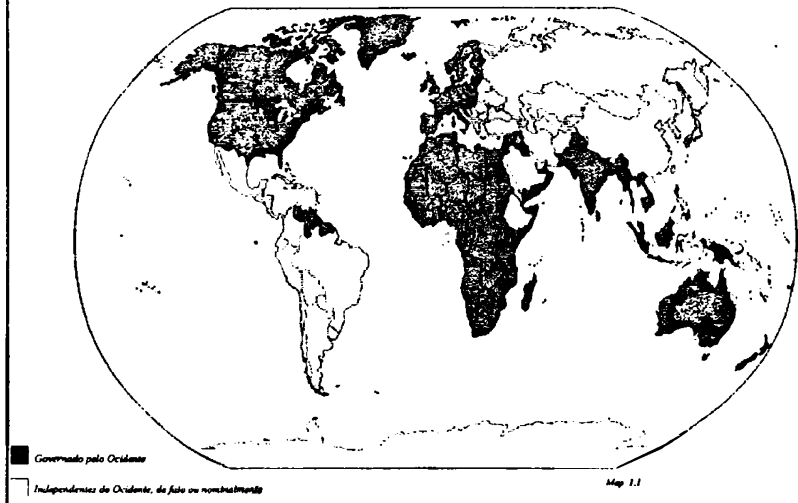 Governado pelo Ocidente
Map 1.1
Independentes do Ocidente, de fato ou nominalmente